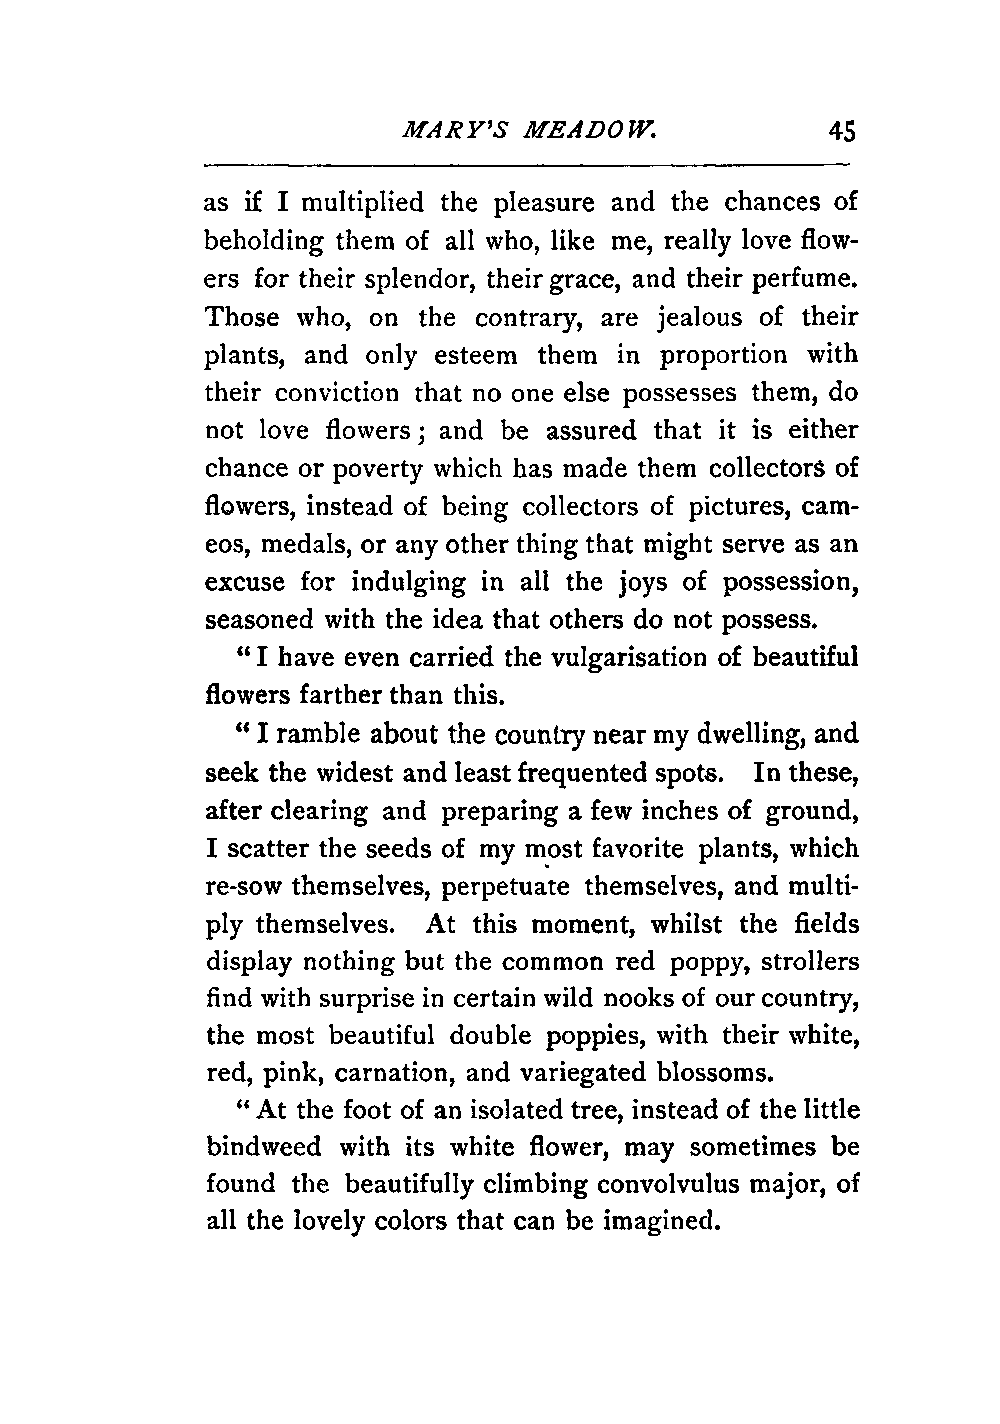 MARY'S MEADOW. 45
as if I multiplied the pleasure and the chances of
beholding them of all who, like me, really love flow-
ers for their splendor, their grace, and their perfume.
Those who, on the contrary, are jealous of their
plants, and only esteem them in proportion with
their conviction that no one else possesses them, do
not love flowers; and be assured that it is either
chance or poverty which has made them collectors of
flowers, instead of being collectors of pictures, cam-
eos, medals, or any other thing that might serve as an
excuse for indulging in all the joys of possession,
seasoned with the idea that others do not possess.
"I have even carried the vulgarisation of beautiful
flowers farther than this.
"I ramble about the country near my dwelling, and
seek the widest and least frequented spots. In these,
after clearing and preparing a few inches of ground,
I scatter the seeds of my most favorite plants, which
re-sow themselves, perpetuate themselves, and multi-
ply themselves. At this moment, whilst the fields
display nothing but the common red poppy, strollers
find with surprise in certain wild nooks of our country,
the most beautiful double poppies, with their white,
red, pink, carnation, and variegated blossoms.
"At the foot of an isolated tree, instead of the little
bindweed with its white flower, may sometimes be
found the beautifully climbing convolvulus major, of
all the lovely colors that can be imagined.